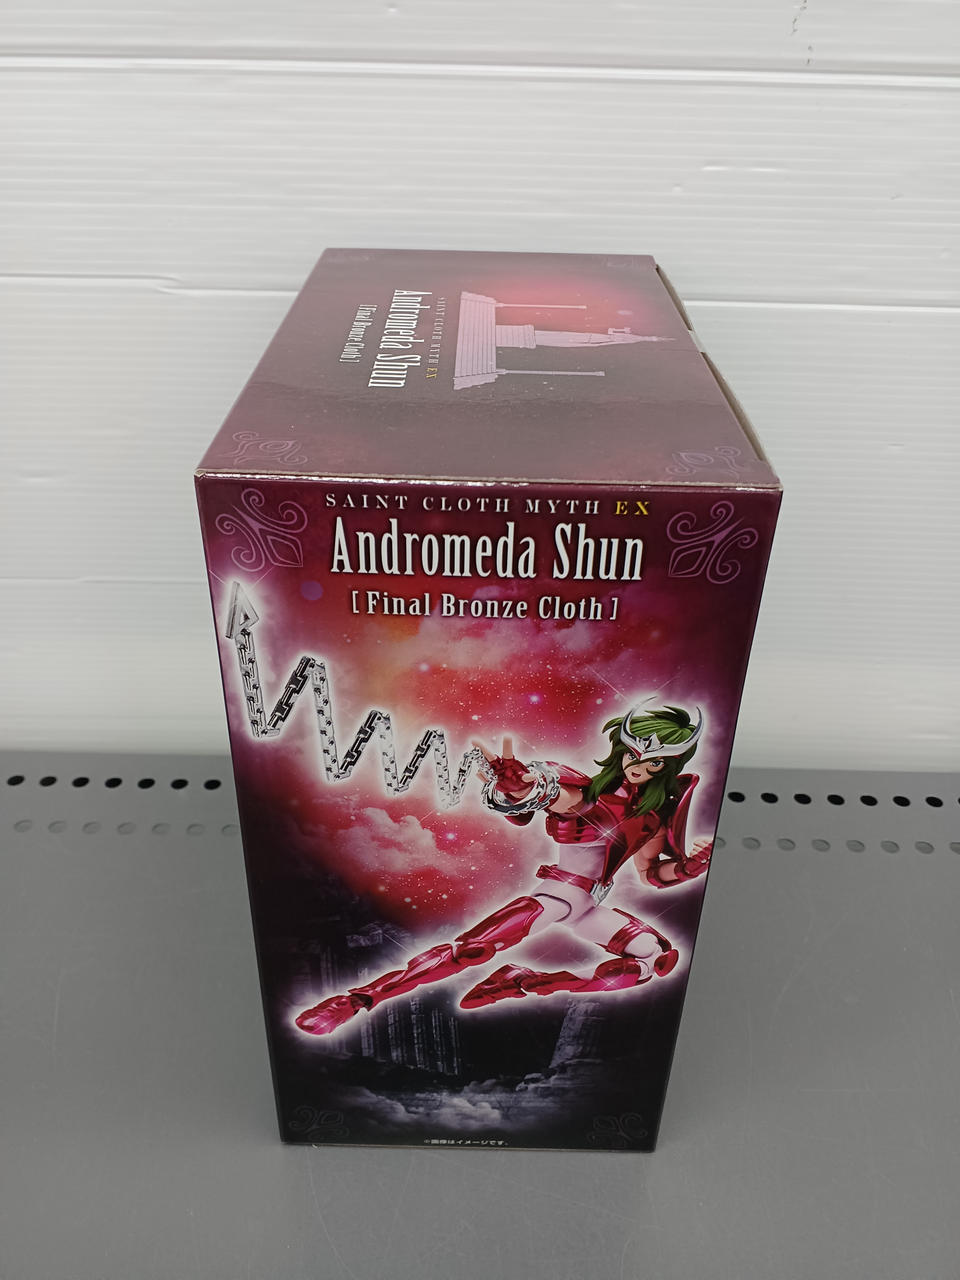 SAINT CLOTH MYTH EX
Andromeda Shun
[Final Bronze Cloth]
SAINT CLOTH MYTH EX
Andromeda Shun
[Final Bronze Cloth]
※画像はイメージです。